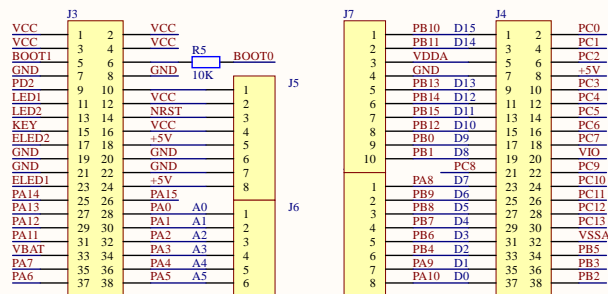 J3 J7 J4
VCC 1 2 VCC 1 PB10 D15 1 2 PC0
VCC 3 4 VCC R5 2 PB11 D14 3 4 PC1
BOOT1 5 6 BOOT0 3 VDDA 5 6 PC2
GND 7 8 GND 10K J5 4 GND 7 8 +5V
PD2 9 10 1 5 PB13 D13 9 10 PC3
LED1 11 12 VCC 2 6 PB14 D12 11 12 PC4
LED2 13 14 NRST 3 7 PB15 D11 13 14 PC5
KEY 15 16 VCC 4 8 PB12 D10 15 16 PC6
ELED2 17 18 +5V 5 9 PB0 D9 17 18 PC7
GND 19 20 GND 6 10 PB1 D8 19 20 VIO
GND 21 22 GND 7 PC8 21 22 PC9
ELED1 23 24 +5V 8 1 PA8 D7 23 24 PC10
PA14 25 26 PA15 2 PB9 D6 25 26 PC11
PA13 27 28 PA0 A0 J6 1 3 PB8 D5 27 28 PC12
PA12 29 30 PA1 A1 2 4 PB7 D4 29 30 PC13
PA11 31 32 PA2 A2 3 5 PB6 D3 31 32 VSSA
VBAT 33 34 PA3 A3 4 6 PB4 D2 33 34 PB5
PA7 35 36 PA4 A4 5 7 PA9 D1 35 36 PB3
PA6 37 38 PA5 A5 6 8 PA10 D0 37 38 PB2